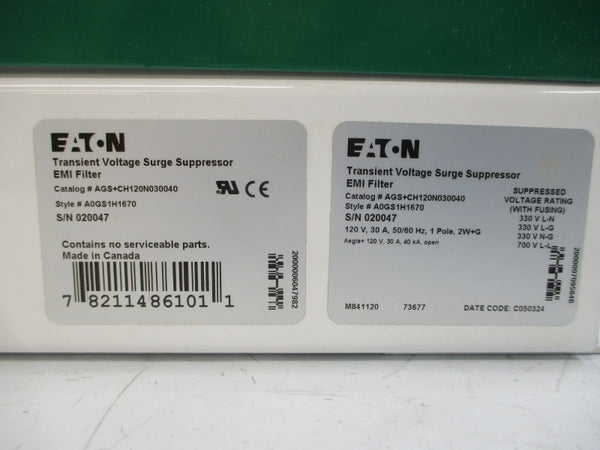 EATON
Transient Voltage Surge Suppressor
EMI Filter
Catalog # AGS+CH120N030040
Style # A0GS1H1670
S/N 020047
Contains no serviceable parts.
Made in Canada
7 82114 86101 1
2000006047982
EATON
Transient Voltage Surge Suppressor
EMI Filter
Catalog # AGS+CH120N030040
Style # A0GS1H1670
S/N 020047
120 V, 30 A, 50/60 Hz, 1 Pole, 2W+G
Aegis+ 120 V, 30 A, 40 kA, open
SUPPRESSED
VOLTAGE RATING
(WITH FUSING)
330 V L-N
330 V L-G
330 V N-G
700 V L-L
2000007095846
M841120 73677 DATE CODE: C050324